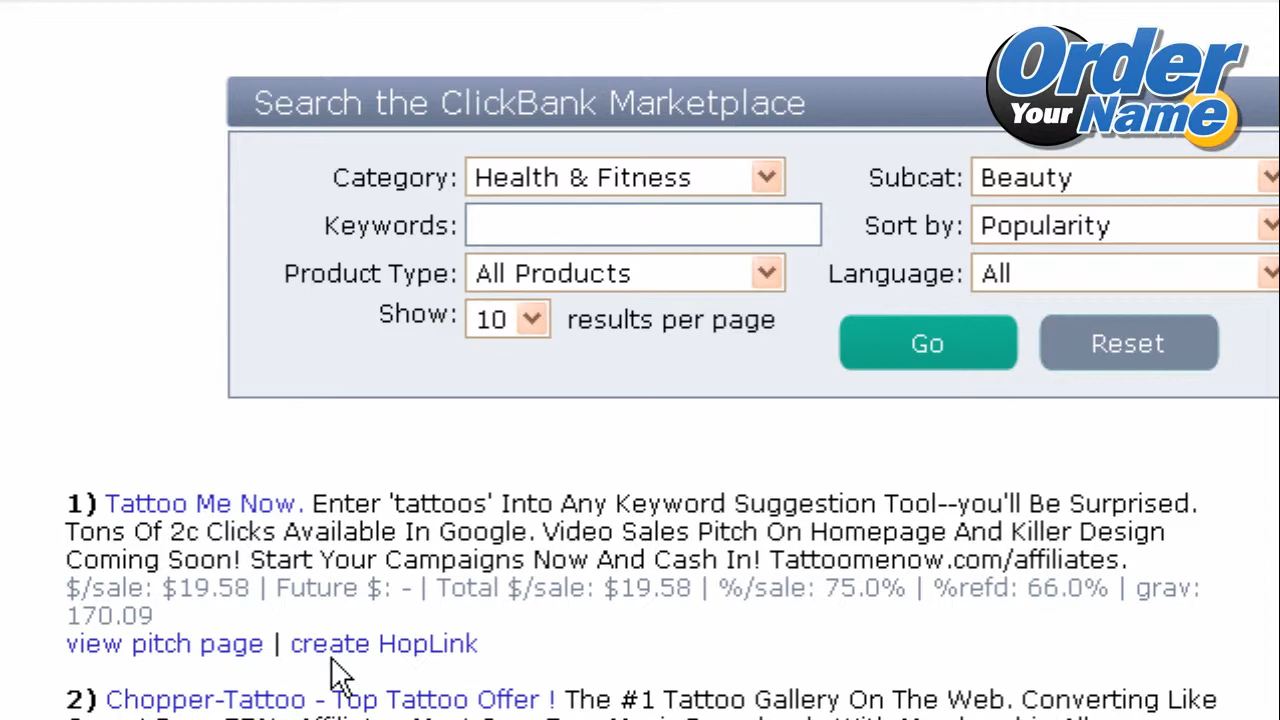 Order
Your Name
Search the ClickBank Marketplace
Category: Health & Fitness Subcat: Beauty
Keywords: Sort by: Popularity
Product Type: All Products Language: All
Show: 10 results per page
Go Reset
1) Tattoo Me Now. Enter 'tattoos' Into Any Keyword Suggestion Tool--you'll Be Surprised.
Tons Of 2c Clicks Available In Google. Video Sales Pitch On Homepage And Killer Design
Coming Soon! Start Your Campaigns Now And Cash In! Tattoomenow.com/affiliates.
$/sale: $19.58 | Future $: - | Total $/sale: $19.58 | %/sale: 75.0% | %refd: 66.0% | grav:
170.09
view pitch page | create HopLink
2) Chopper-Tattoo - Top Tattoo Offer ! The #1 Tattoo Gallery On The Web. Converting Like